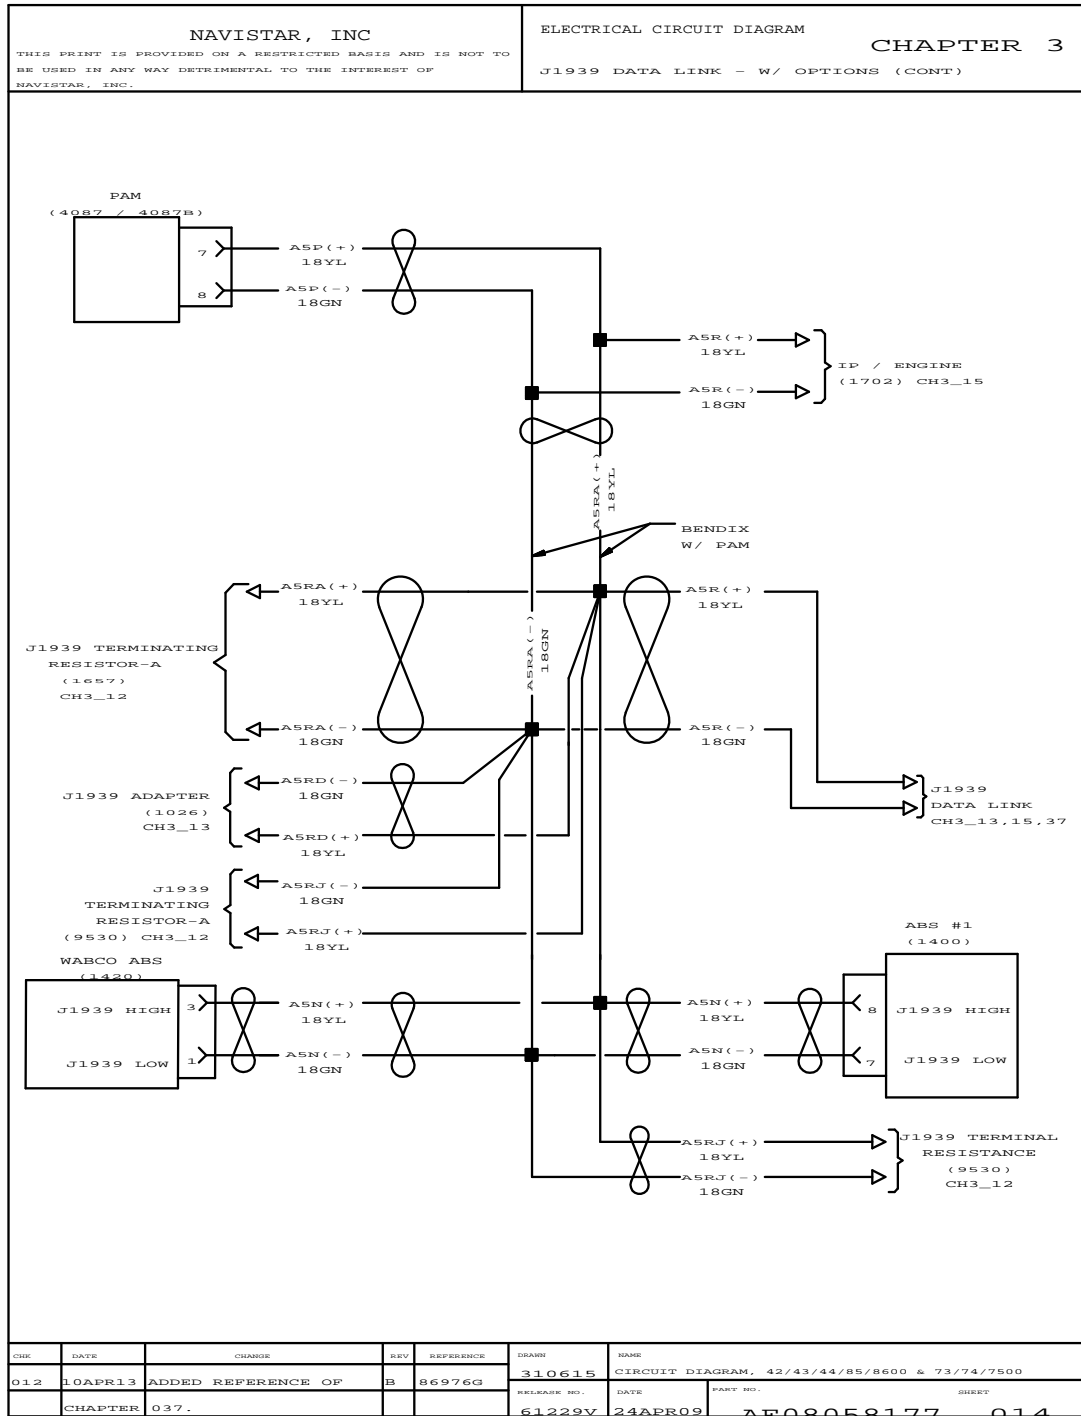 NAVISTAR, INC
THIS PRINT IS PROVIDED ON A RESTRICTED BASIS AND IS NOT TO
BE USED IN ANY WAY DETRIMENTAL TO THE INTEREST OF
NAVISTAR, INC.
ELECTRICAL CIRCUIT DIAGRAM
CHAPTER 3
J1939 DATA LINK - W/ OPTIONS (CONT)
PAM
(4087 / 4087B)
7
A5P(+)
18YL
8
A5P(-)
18GN
A5R(+)
18YL
IP / ENGINE
(1702) CH3_15
A5R(-)
18GN
A5RA(+)
18YL
BENDIX
W/ PAM
A5RA(+)
18YL
A5R(+)
18YL
A5RA(-)
18GN
J1939 TERMINATING
RESISTOR-A
(1657)
CH3_12
A5RA(-)
18GN
A5R(-)
18GN
J1939 ADAPTER
(1026)
CH3_13
A5RD(-)
18GN
A5RD(+)
18YL
J1939
DATA LINK
CH3_13,15,37
J1939
TERMINATING
RESISTOR-A
(9530) CH3_12
A5RJ(-)
18GN
A5RJ(+)
18YL
WABCO ABS
(1420)
J1939 HIGH
3
A5N(+)
18YL
J1939 LOW
1
A5N(-)
18GN
ABS #1
(1400)
A5N(+)
18YL
8
J1939 HIGH
A5N(-)
18GN
7
J1939 LOW
A5RJ(+)
18YL
A5RJ(-)
18GN
J1939 TERMINAL
RESISTANCE
(9530)
CH3_12
CHK DATE CHANGE REV REFERENCE
012 10APR13 ADDED REFERENCE OF B 86976G
CHAPTER 037.
DRAWN
310615
NAME
CIRCUIT DIAGRAM, 42/43/44/85/8600 & 73/74/7500
RELEASE NO.
61229V
DATE
24APR09
PART NO.
AF08058177
SHEET
014